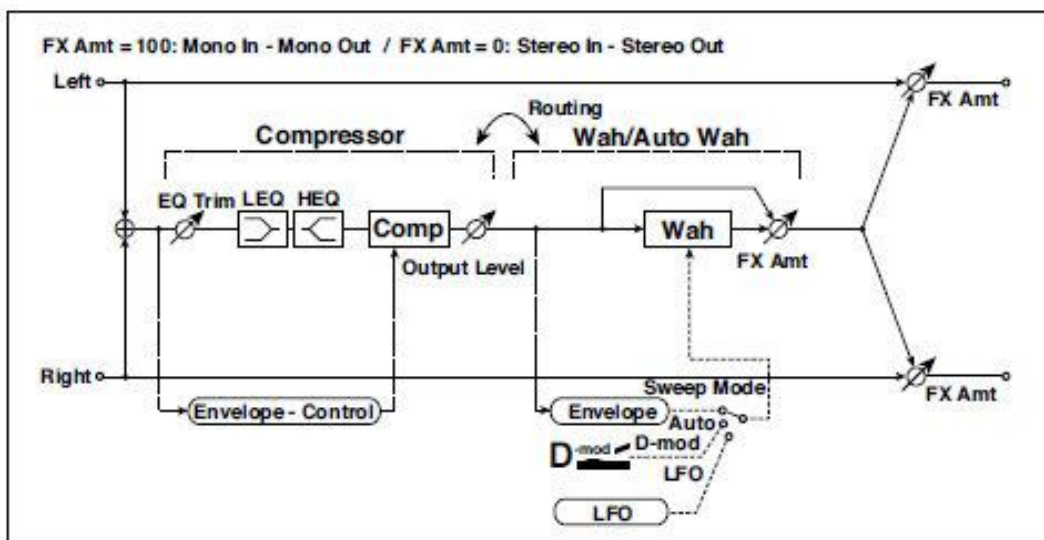 FX Amt = 100: Mono In - Mono Out / FX Amt = 0: Stereo In - Stereo Out
Left
FX Amt
Routing
Compressor
Wah/Auto Wah
EQ Trim
LEQ
HEQ
Comp
Wah
Output Level
FX Amt
Right
Sweep Mode
FX Amt
Envelope - Control
Envelope
Auto
D-mod
D-mod
LFO
LFO